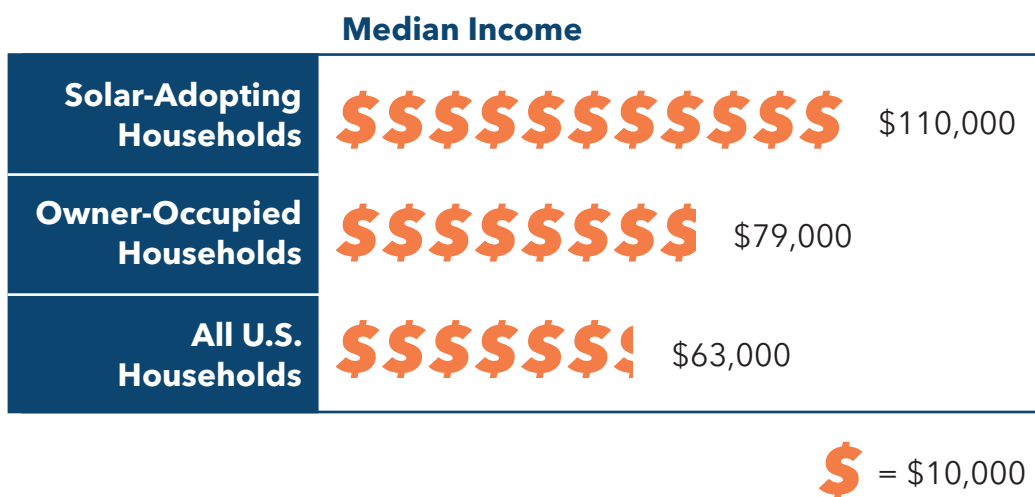 Median Income
Solar-Adopting
Households
$$$$$$$$$$$ $110,000
Owner-Occupied
Households
$$$$$$$$ $79,000
All U.S.
Households
$$$$$$$ $63,000
$ = $10,000